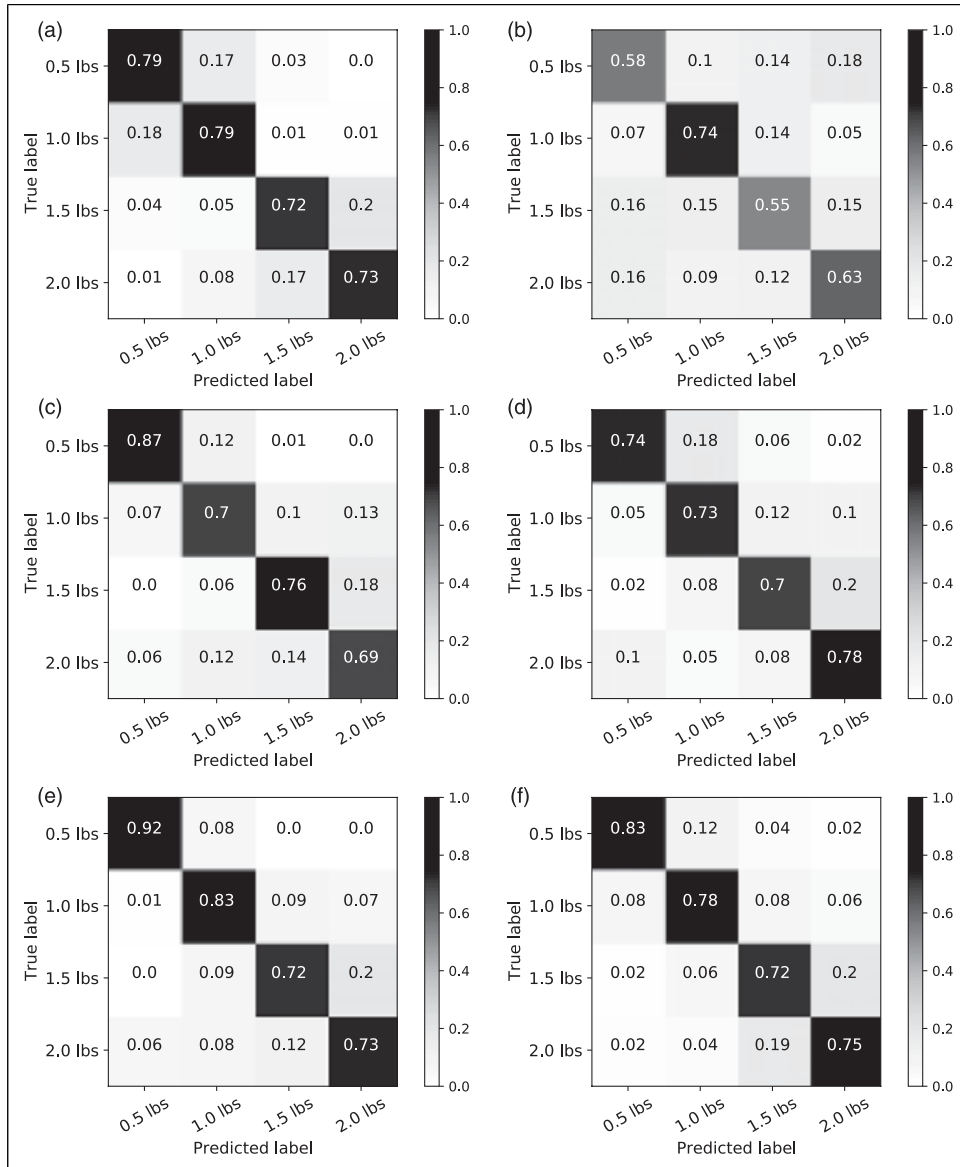 (a)
0.5 lbs 0.79 0.17 0.03 0.0
1.0 lbs 0.18 0.79 0.01 0.01
1.5 lbs 0.04 0.05 0.72 0.2
2.0 lbs 0.01 0.08 0.17 0.73
True label
0.5 lbs 1.0 lbs 1.5 lbs 2.0 lbs
Predicted label
1.0
0.8
0.6
0.4
0.2
0.0
(b)
0.5 lbs 0.58 0.1 0.14 0.18
1.0 lbs 0.07 0.74 0.14 0.05
1.5 lbs 0.16 0.15 0.55 0.15
2.0 lbs 0.16 0.09 0.12 0.63
True label
0.5 lbs 1.0 lbs 1.5 lbs 2.0 lbs
Predicted label
1.0
0.8
0.6
0.4
0.2
0.0
(c)
0.5 lbs 0.87 0.12 0.01 0.0
1.0 lbs 0.07 0.7 0.1 0.13
1.5 lbs 0.0 0.06 0.76 0.18
2.0 lbs 0.06 0.12 0.14 0.69
True label
0.5 lbs 1.0 lbs 1.5 lbs 2.0 lbs
Predicted label
1.0
0.8
0.6
0.4
0.2
0.0
(d)
0.5 lbs 0.74 0.18 0.06 0.02
1.0 lbs 0.05 0.73 0.12 0.1
1.5 lbs 0.02 0.08 0.7 0.2
2.0 lbs 0.1 0.05 0.08 0.78
True label
0.5 lbs 1.0 lbs 1.5 lbs 2.0 lbs
Predicted label
1.0
0.8
0.6
0.4
0.2
0.0
(e)
0.5 lbs 0.92 0.08 0.0 0.0
1.0 lbs 0.01 0.83 0.09 0.07
1.5 lbs 0.0 0.09 0.72 0.2
2.0 lbs 0.06 0.08 0.12 0.73
True label
0.5 lbs 1.0 lbs 1.5 lbs 2.0 lbs
Predicted label
1.0
0.8
0.6
0.4
0.2
0.0
(f)
0.5 lbs 0.83 0.12 0.04 0.02
1.0 lbs 0.08 0.78 0.08 0.06
1.5 lbs 0.02 0.06 0.72 0.2
2.0 lbs 0.02 0.04 0.19 0.75
True label
0.5 lbs 1.0 lbs 1.5 lbs 2.0 lbs
Predicted label
1.0
0.8
0.6
0.4
0.2
0.0